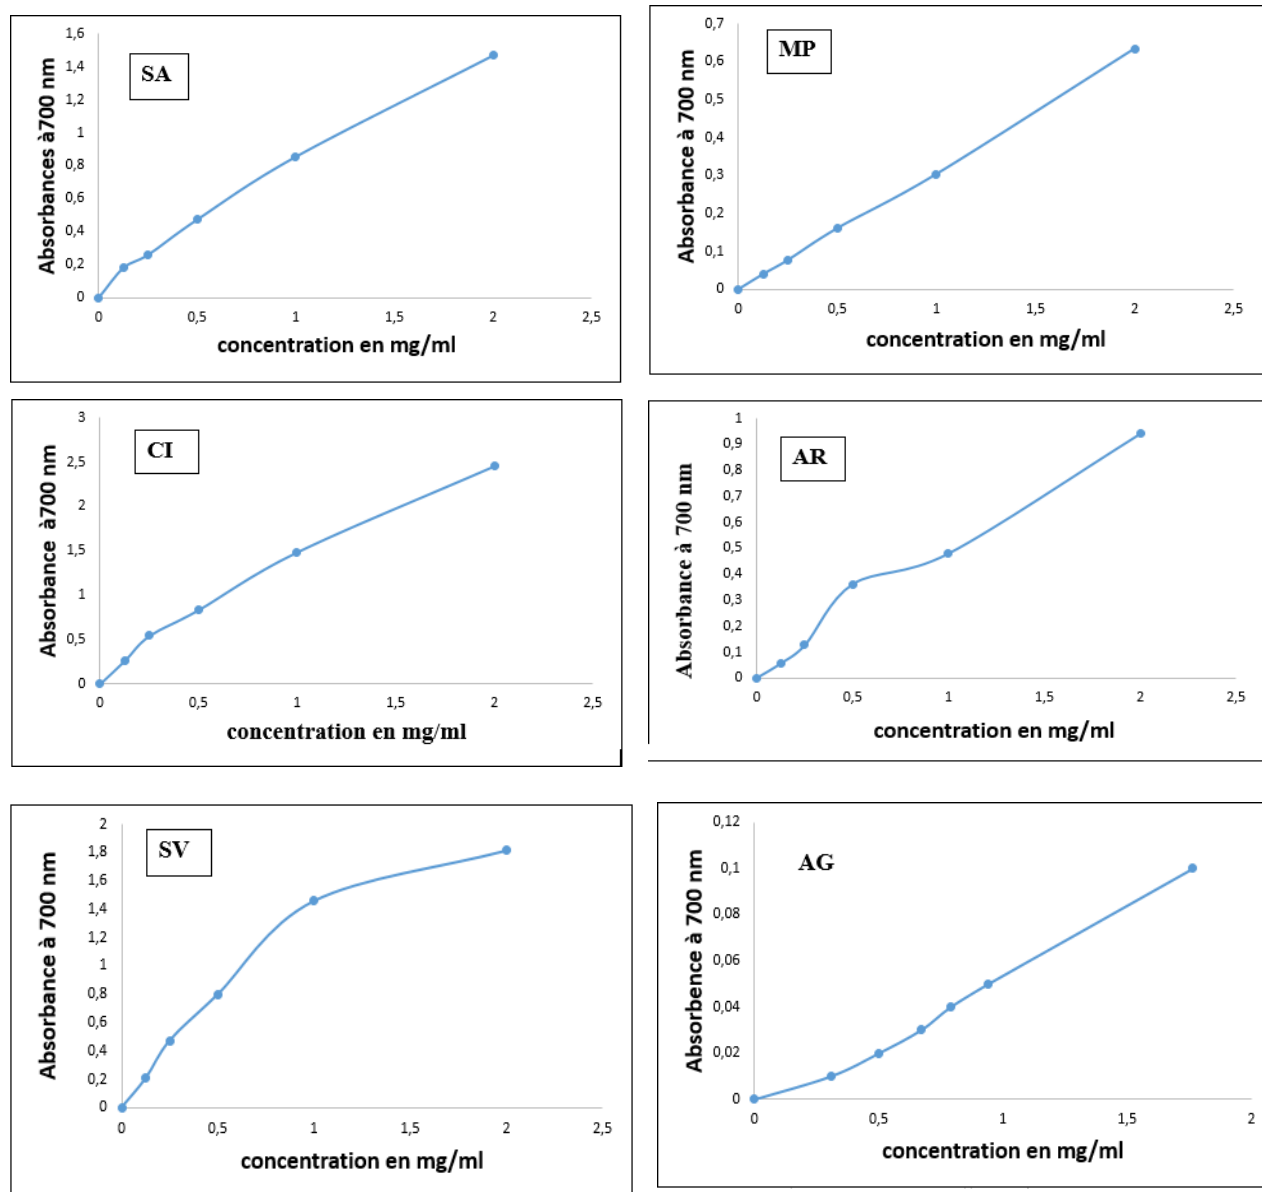 SA
Absorbances à700 nm
1,6
1,4
1,2
1
0,8
0,6
0,4
0,2
0
0 0,5 1 1,5 2 2,5
concentration en mg/ml
MP
Absorbance à 700 nm
0,7
0,6
0,5
0,4
0,3
0,2
0,1
0
0 0,5 1 1,5 2 2,5
concentration en mg/ml
CI
Absorbance à700 nm
3
2,5
2
1,5
1
0,5
0
0 0,5 1 1,5 2 2,5
concentration en mg/ml
AR
Absorbance à 700 nm
1
0,9
0,8
0,7
0,6
0,5
0,4
0,3
0,2
0,1
0
0 0,5 1 1,5 2 2,5
concentration en mg/ml
SV
Absorbance à 700 nm
2
1,8
1,6
1,4
1,2
1
0,8
0,6
0,4
0,2
0
0 0,5 1 1,5 2 2,5
concentration en mg/ml
AG
Absorbence à 700 nm
0,12
0,1
0,08
0,06
0,04
0,02
0
0 0,5 1 1,5 2
concentration en mg/ml